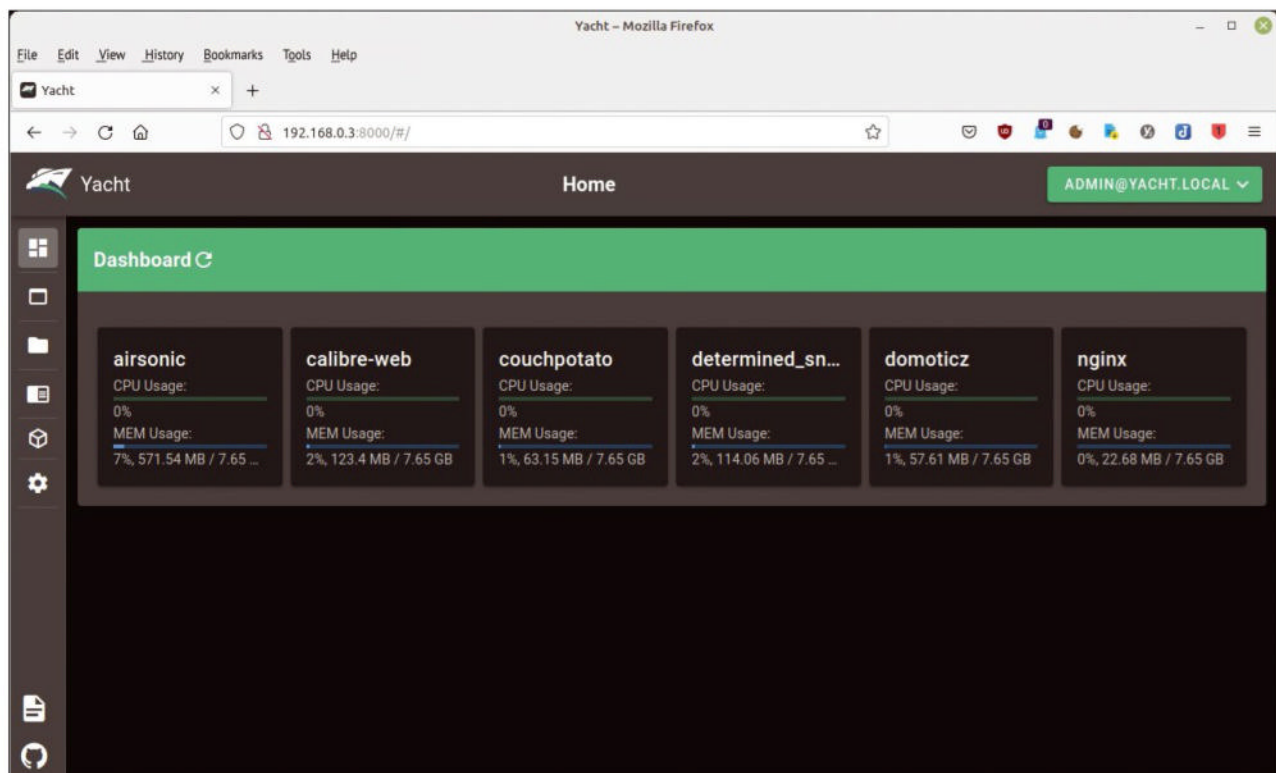 Yacht – Mozilla Firefox
File Edit View History Bookmarks Tools Help
Yacht
192.168.0.3:8000/#/
0
1
Yacht
Home
ADMIN@YACHT.LOCAL
Dashboard
airsonic
CPU Usage:
0%
MEM Usage:
7%, 571.54 MB / 7.65 ...
calibre-web
CPU Usage:
0%
MEM Usage:
2%, 123.4 MB / 7.65 GB
couchpotato
CPU Usage:
0%
MEM Usage:
1%, 63.15 MB / 7.65 GB
determined_sn...
CPU Usage:
0%
MEM Usage:
2%, 114.06 MB / 7.65 ...
domoticz
CPU Usage:
0%
MEM Usage:
1%, 57.61 MB / 7.65 GB
nginx
CPU Usage:
0%
MEM Usage:
0%, 22.68 MB / 7.65 GB